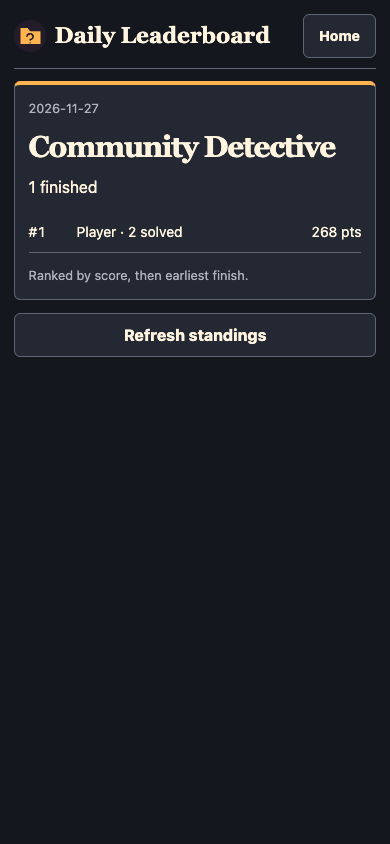 Daily Leaderboard
Home
2026-11-27
Community Detective
1 finished
#1 Player · 2 solved 268 pts
Ranked by score, then earliest finish.
Refresh standings